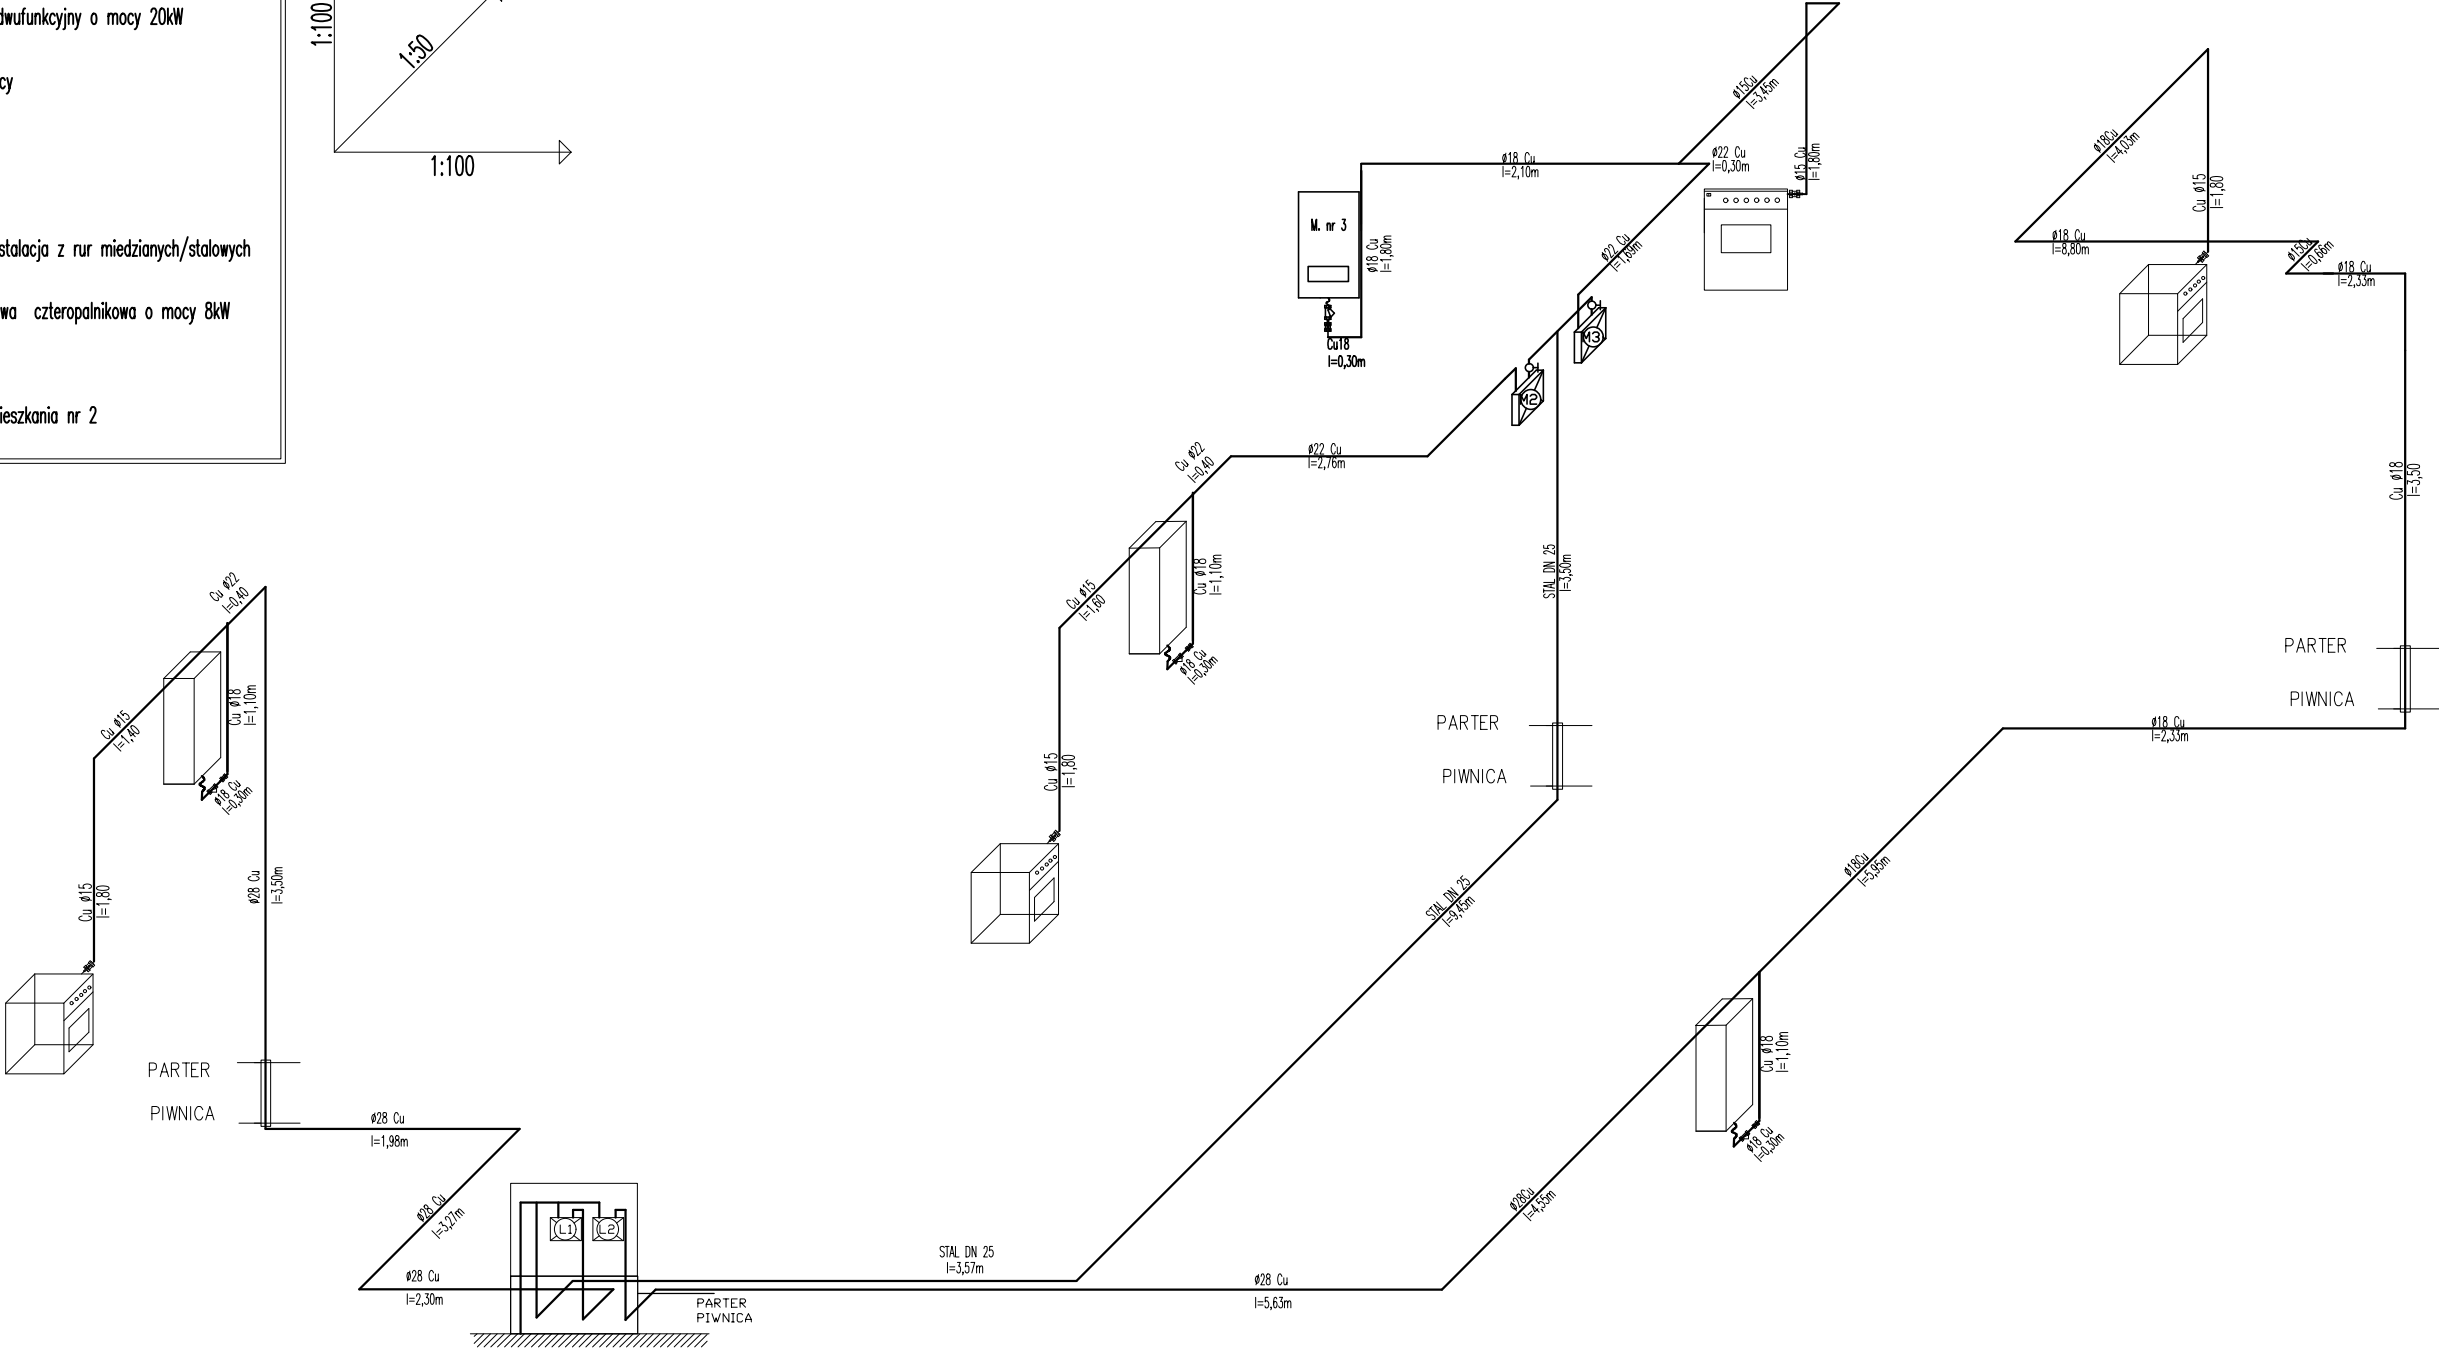 dwufunkcyjny o mocy 20kW
cy
stalacja z rur miedzianych/stalowych
wa czteropalnikowa o mocy 8kW
ieszkania nr 2
1:100
1:50
1:100
ø15Cu
l=3,45m
ø18 Cu
l=2,10m
ø22 Cu
l=0,30m
ø15 Cu
l=1,80m
M. nr 3
ø18 Cu
l=1,80m
Cu18
l=0,30m
ø22 Cu
l=1,69m
M3
M2
ø18Cu
l=4,03m
Cu ø15
l=1,80
ø18 Cu
l=8,80m
ø15Cu
l=0,66m
ø18 Cu
l=2,33m
Cu ø18
l=3,50
PARTER
PIWNICA
ø18 Cu
l=2,33m
ø22 Cu
l=2,76m
Cu ø22
l=0,40
Cu ø18
l=1,10m
ø18 Cu
l=0,30m
Cu ø15
l=1,60
Cu ø15
l=1,80
STAL DN 25
l=3,50m
PARTER
PIWNICA
STAL DN 25
l=9,45m
Cu ø22
l=0,40
Cu ø18
l=1,10m
ø18 Cu
l=0,30m
Cu ø15
l=1,40
Cu ø15
l=1,80
ø28 Cu
l=3,50m
PARTER
PIWNICA
ø28 Cu
l=1,98m
ø28 Cu
l=3,27m
ø28 Cu
l=2,30m
L1
L2
PARTER
PIWNICA
STAL DN 25
l=3,57m
ø28 Cu
l=5,63m
ø28Cu
l=4,55m
ø18Cu
l=5,95m
Cu ø18
l=1,10m
ø18 Cu
l=0,30m